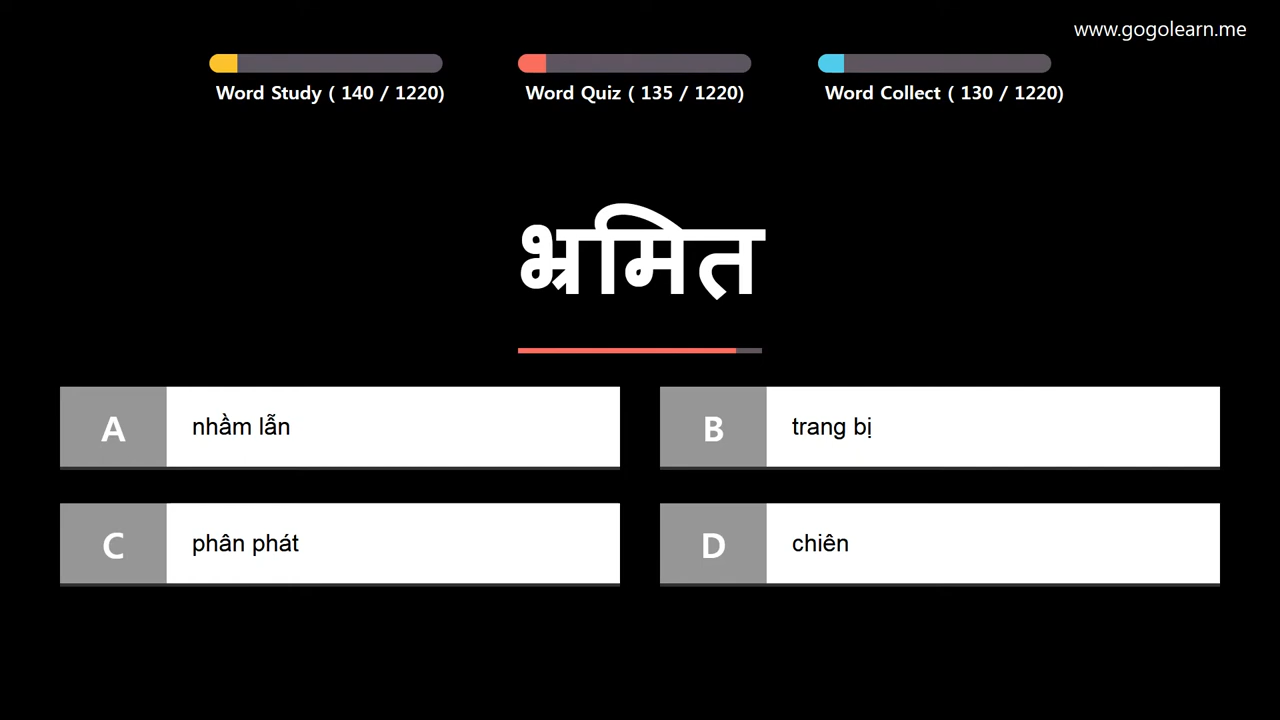 www.gogolearn.me
Word Study ( 140 / 1220)
Word Quiz ( 135 / 1220)
Word Collect ( 130 / 1220)
भ्रमित
A
nhầm lẫn
B
trang bị
C
phân phát
D
chiên